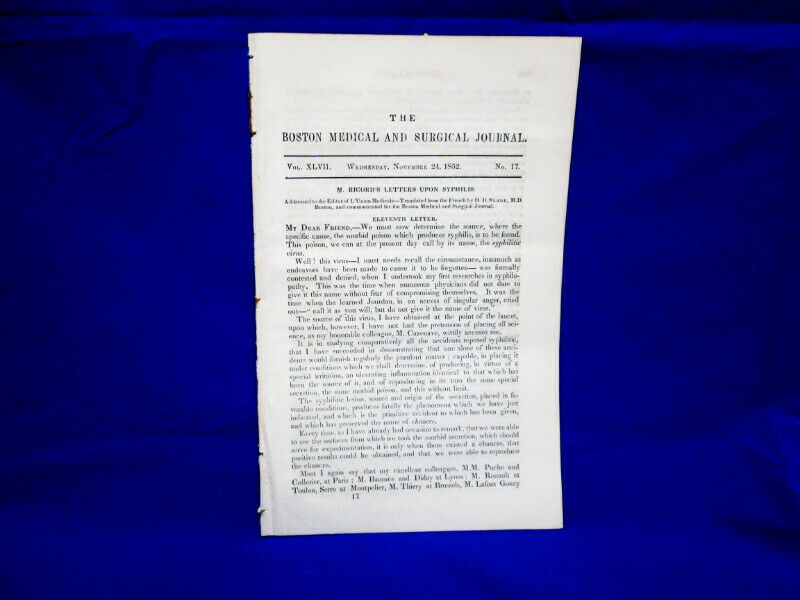 THE
BOSTON MEDICAL AND SURGICAL JOURNAL.
VOL. XLVII. WEDNESDAY, NOVEMBER 24, 1852. No. 17.
M. RICORD'S LETTERS UPON SYPHILIS.
Addressed to the Editor of L'Union Medicale—Translated from the French by D. D. SLADE, M.D.
Boston, and communicated for the Boston Medical and Surgical Journal.
ELEVENTH LETTER.
MY DEAR FRIEND,—We must now determine the source, where the
specific cause, the morbid poison which produces syphilis, is to be found.
This poison, we can at the present day call by its name, the syphilitic
virus.
Well! this virus—I must needs recall the circumstance, inasmuch as
endeavors have been made to cause it to be forgotten—was formally
contested and denied, when I undertook my first researches in syphilo-
pathy. This was the time when numerous physicians did not dare to
give it this name without fear of compromising themselves. It was the
time when the learned Jourdan, in an access of singular anger, cried
out—"call it as you will, but do not give it the name of virus."
The source of this virus, I have obtained at the point of the lancet,
upon which, however, I have not had the pretension of placing all sci-
ence, as my honorable colleague, M. Cazenave, wittily accuses me.
It is in studying comparatively all the accidents reputed syphilitic,
that I have succeeded in demonstrating that one alone of these acci-
dents would furnish regularly the purulent matter; capable, in placing it
under conditions which we shall determine, of producing, in virtue of a
special irritation, an ulcerating inflammation identical to that which has
been the source of it, and of reproducing in its turn the same special
secretion, the same morbid poison, and this without limit.
The syphilitic lesion, source and origin of the secretion, placed in fa-
vorable conditions, produces fatally the phenomena which we have just
indicated, and which is the primitive accident to which has been given,
and which has preserved the name of chancre.
Every time, as I have already had occasion to remark, that we were able
to see the surfaces from which we took the morbid secretion, which should
serve for experimentation, it is only when there existed a chancre, that
positive results could be obtained, and that we were able to reproduce
the chancre.
Must I again say that my excellent colleagues, M.M. Puche and
Cullerier, at Paris; M. Baumès and Diday at Lyons; M. Renault at
Toulon, Serre at Montpelier, M. Thiery at Brussels, M. Lafont Gouzy
17